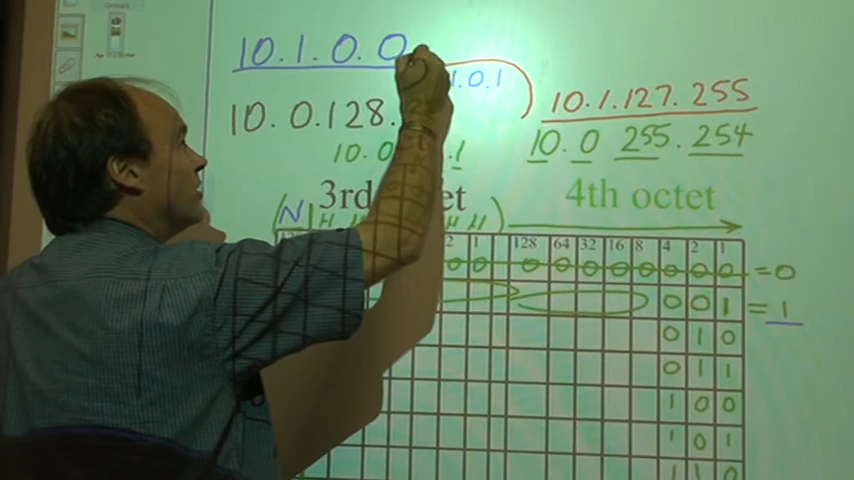 10.1.0.0
.0.1
10.0.128. 10.1.127.255
10.0 .1 10.0 255.254
3rd et 4th octet
(N H H H )
2 1 128 64 32 16 8 4 2 1
0 0 0 0 0 0 0 0 0 0 = 0
0 0 1 = 1
0 1 0
0 1 1
1 0 0
1 0 1
1 1 0